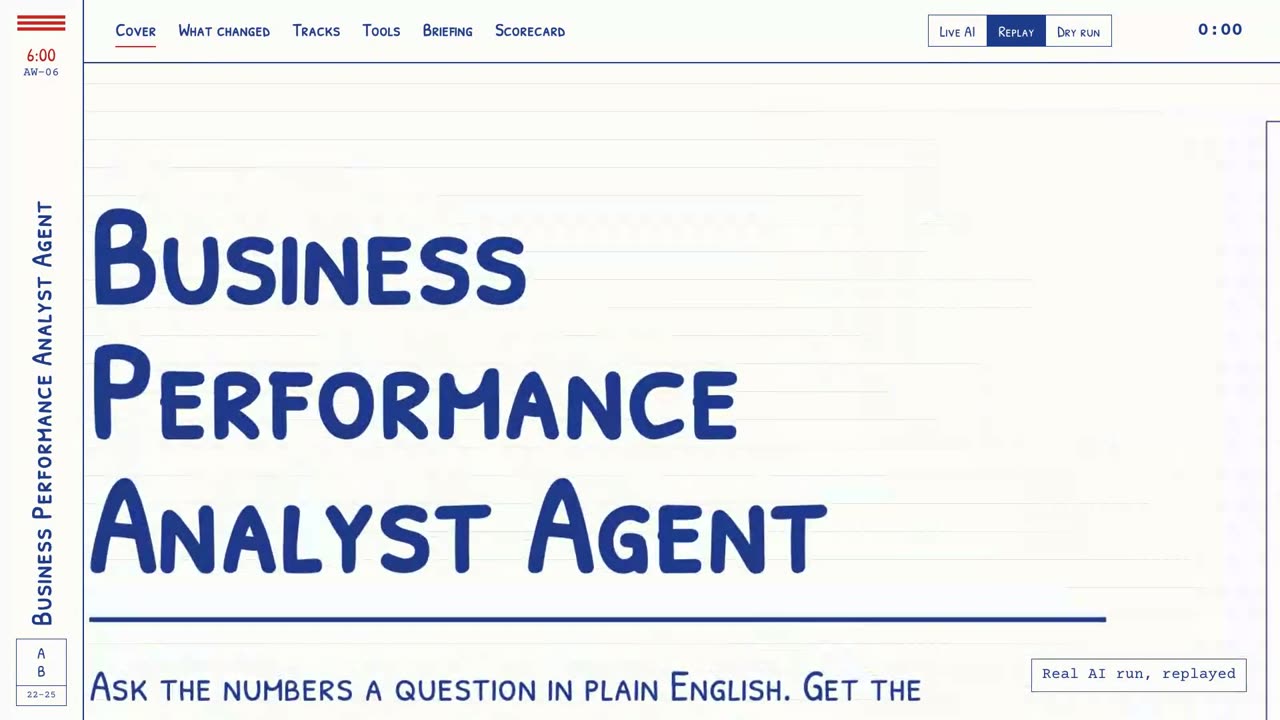 6:00
AW-06
Business Performance Analyst Agent
A
B
22-25
Cover What changed Tracks Tools Briefing Scorecard
Live AI Replay Dry run
0:00
Business
Performance
Analyst Agent
Ask the numbers a question in plain English. Get the
Real AI run, replayed